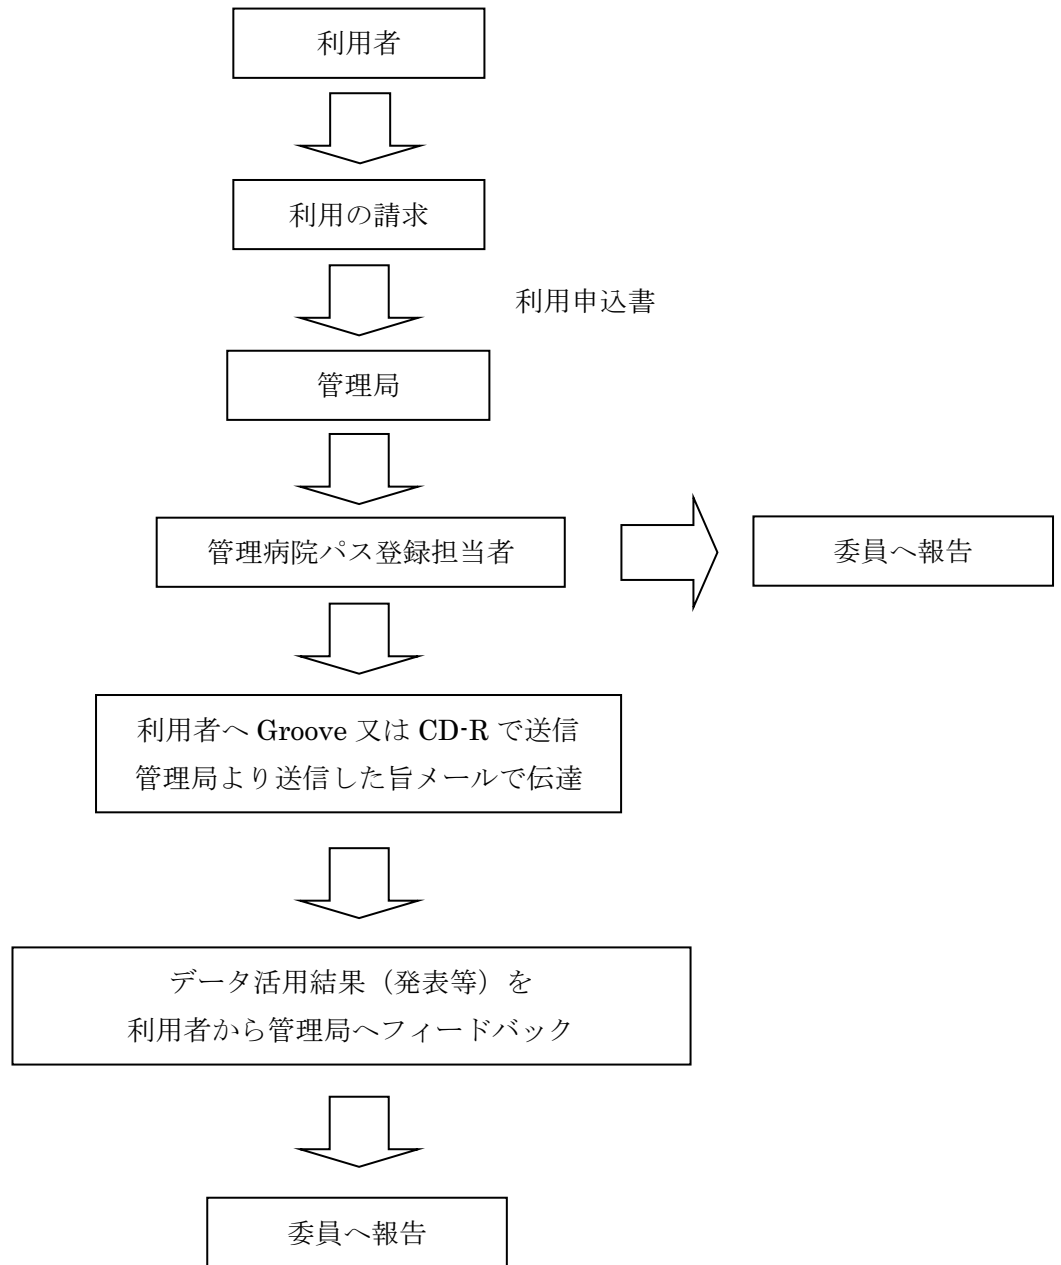 利用者
利用の請求
利用申込書
管理局
管理病院パス登録担当者
委員へ報告
利用者へ Groove 又は CD-R で送信
管理局より送信した旨メールで伝達
データ活用結果（発表等）を
利用者から管理局へフィードバック
委員へ報告